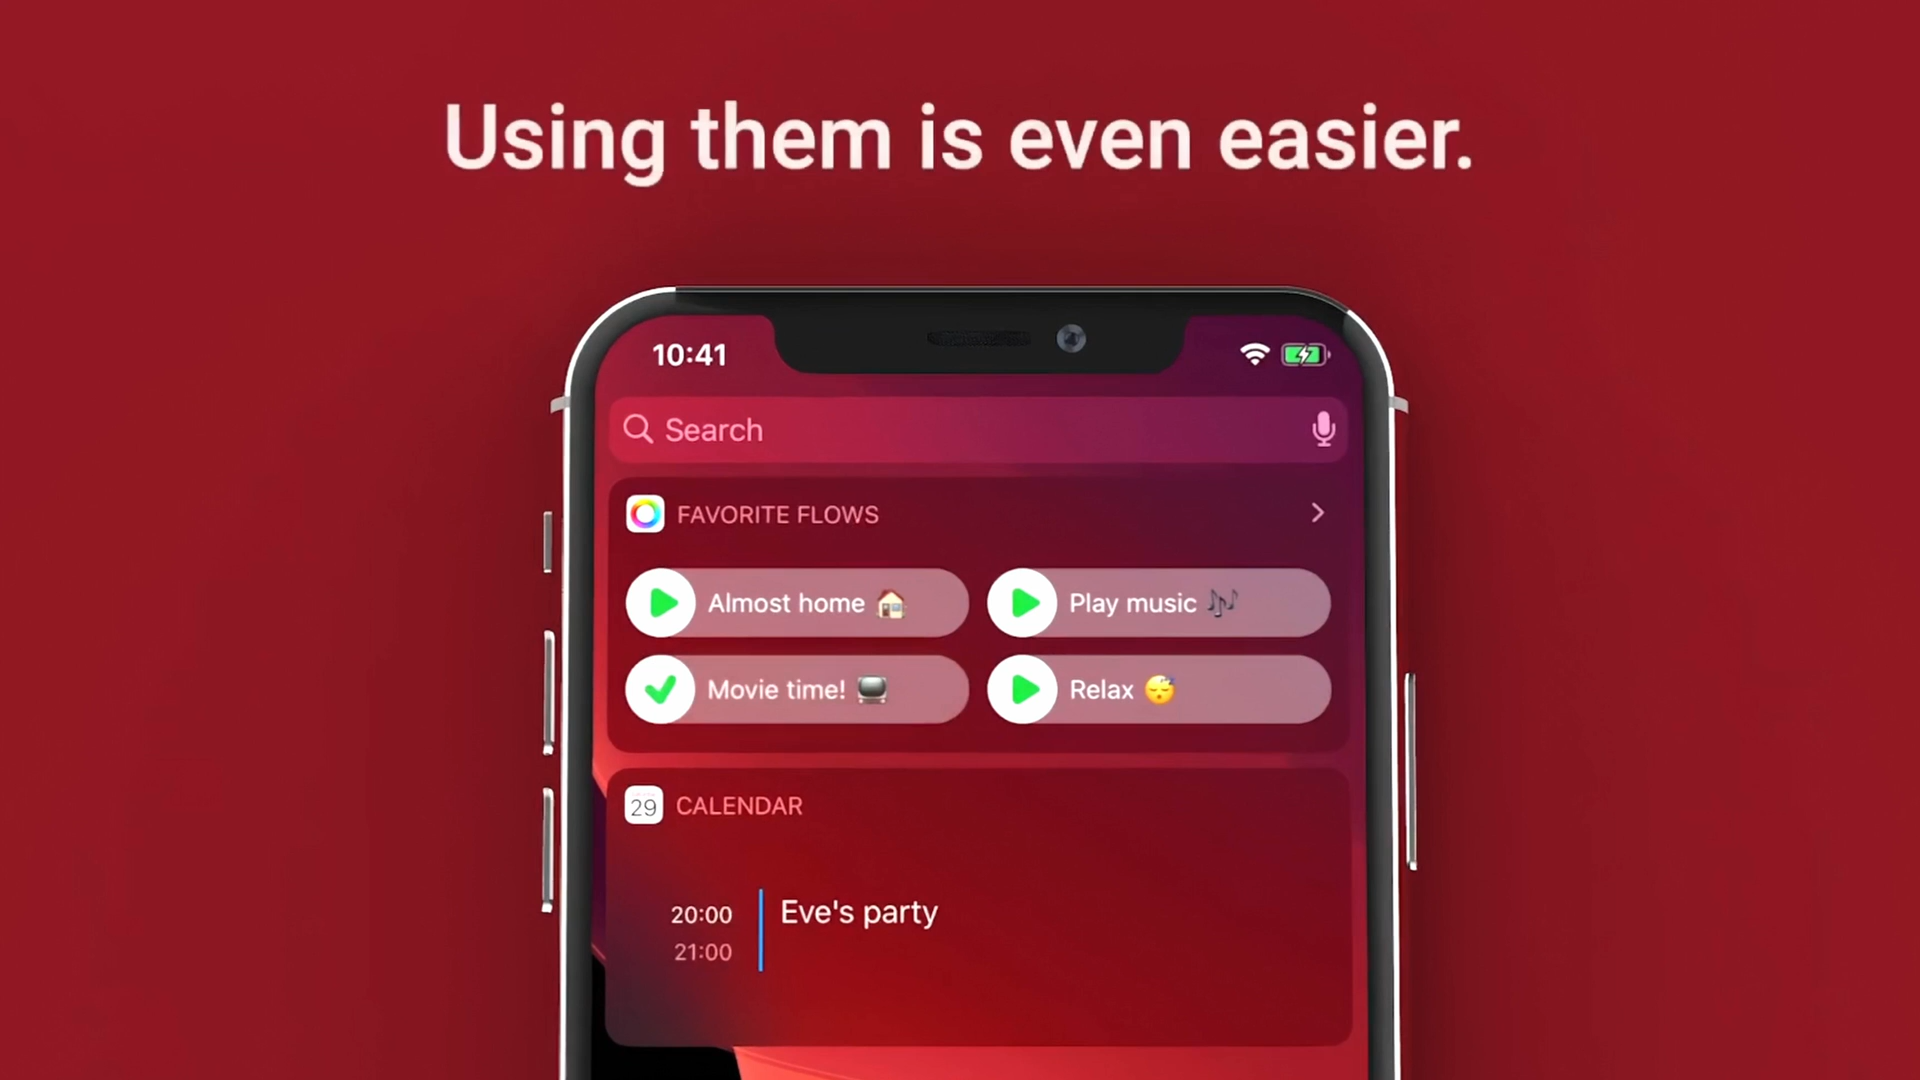 Using them is even easier.
10:41
Search
FAVORITE FLOWS
Almost home 🏠
Play music 🎶
Movie time! 📺
Relax 😴
29
CALENDAR
20:00
Eve's party
21:00